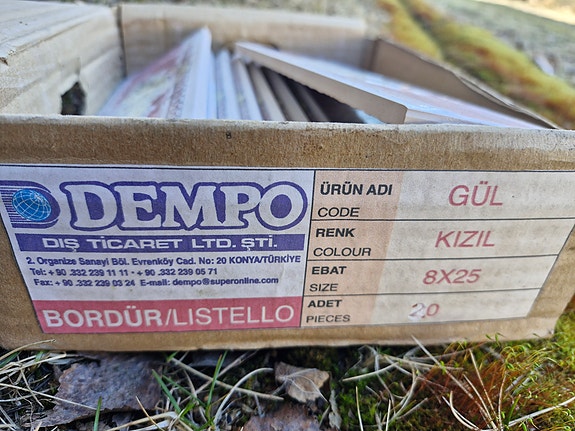 DEMPO
DIŞ TİCARET LTD. ŞTİ.
2. Organize Sanayi Böl. Evrenköy Cad. No: 20 KONYA/TÜRKİYE
Tel: + 90 .332 239 11 11 - + 90 .332 239 05 71
Fax: + 90 .332 239 03 24 E-mail: dempo@superonline.com
BORDÜR/LISTELLO
ÜRÜN ADI
CODE
GÜL
RENK
COLOUR
KIZIL
EBAT
SIZE
8X25
ADET
PIECES
20